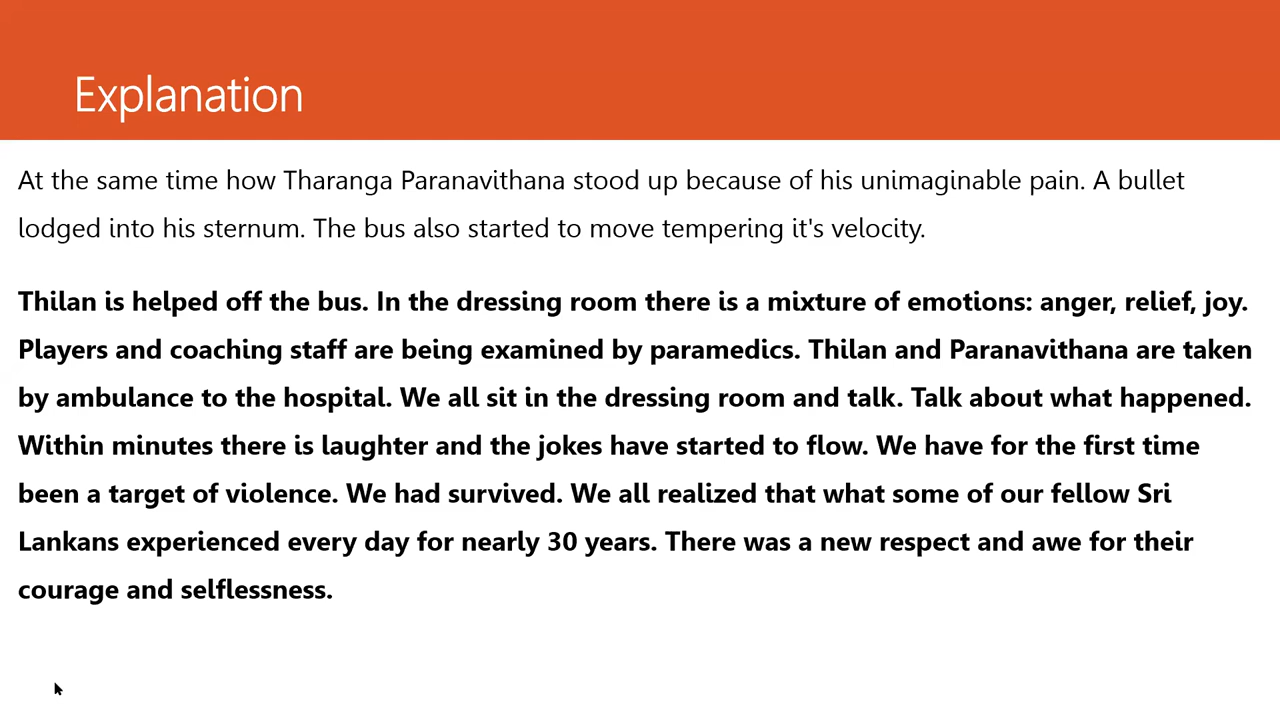 Explanation
At the same time how Tharanga Paranavithana stood up because of his unimaginable pain. A bullet
lodged into his sternum. The bus also started to move tempering it's velocity.
Thilan is helped off the bus. In the dressing room there is a mixture of emotions: anger, relief, joy.
Players and coaching staff are being examined by paramedics. Thilan and Paranavithana are taken
by ambulance to the hospital. We all sit in the dressing room and talk. Talk about what happened.
Within minutes there is laughter and the jokes have started to flow. We have for the first time
been a target of violence. We had survived. We all realized that what some of our fellow Sri
Lankans experienced every day for nearly 30 years. There was a new respect and awe for their
courage and selflessness.